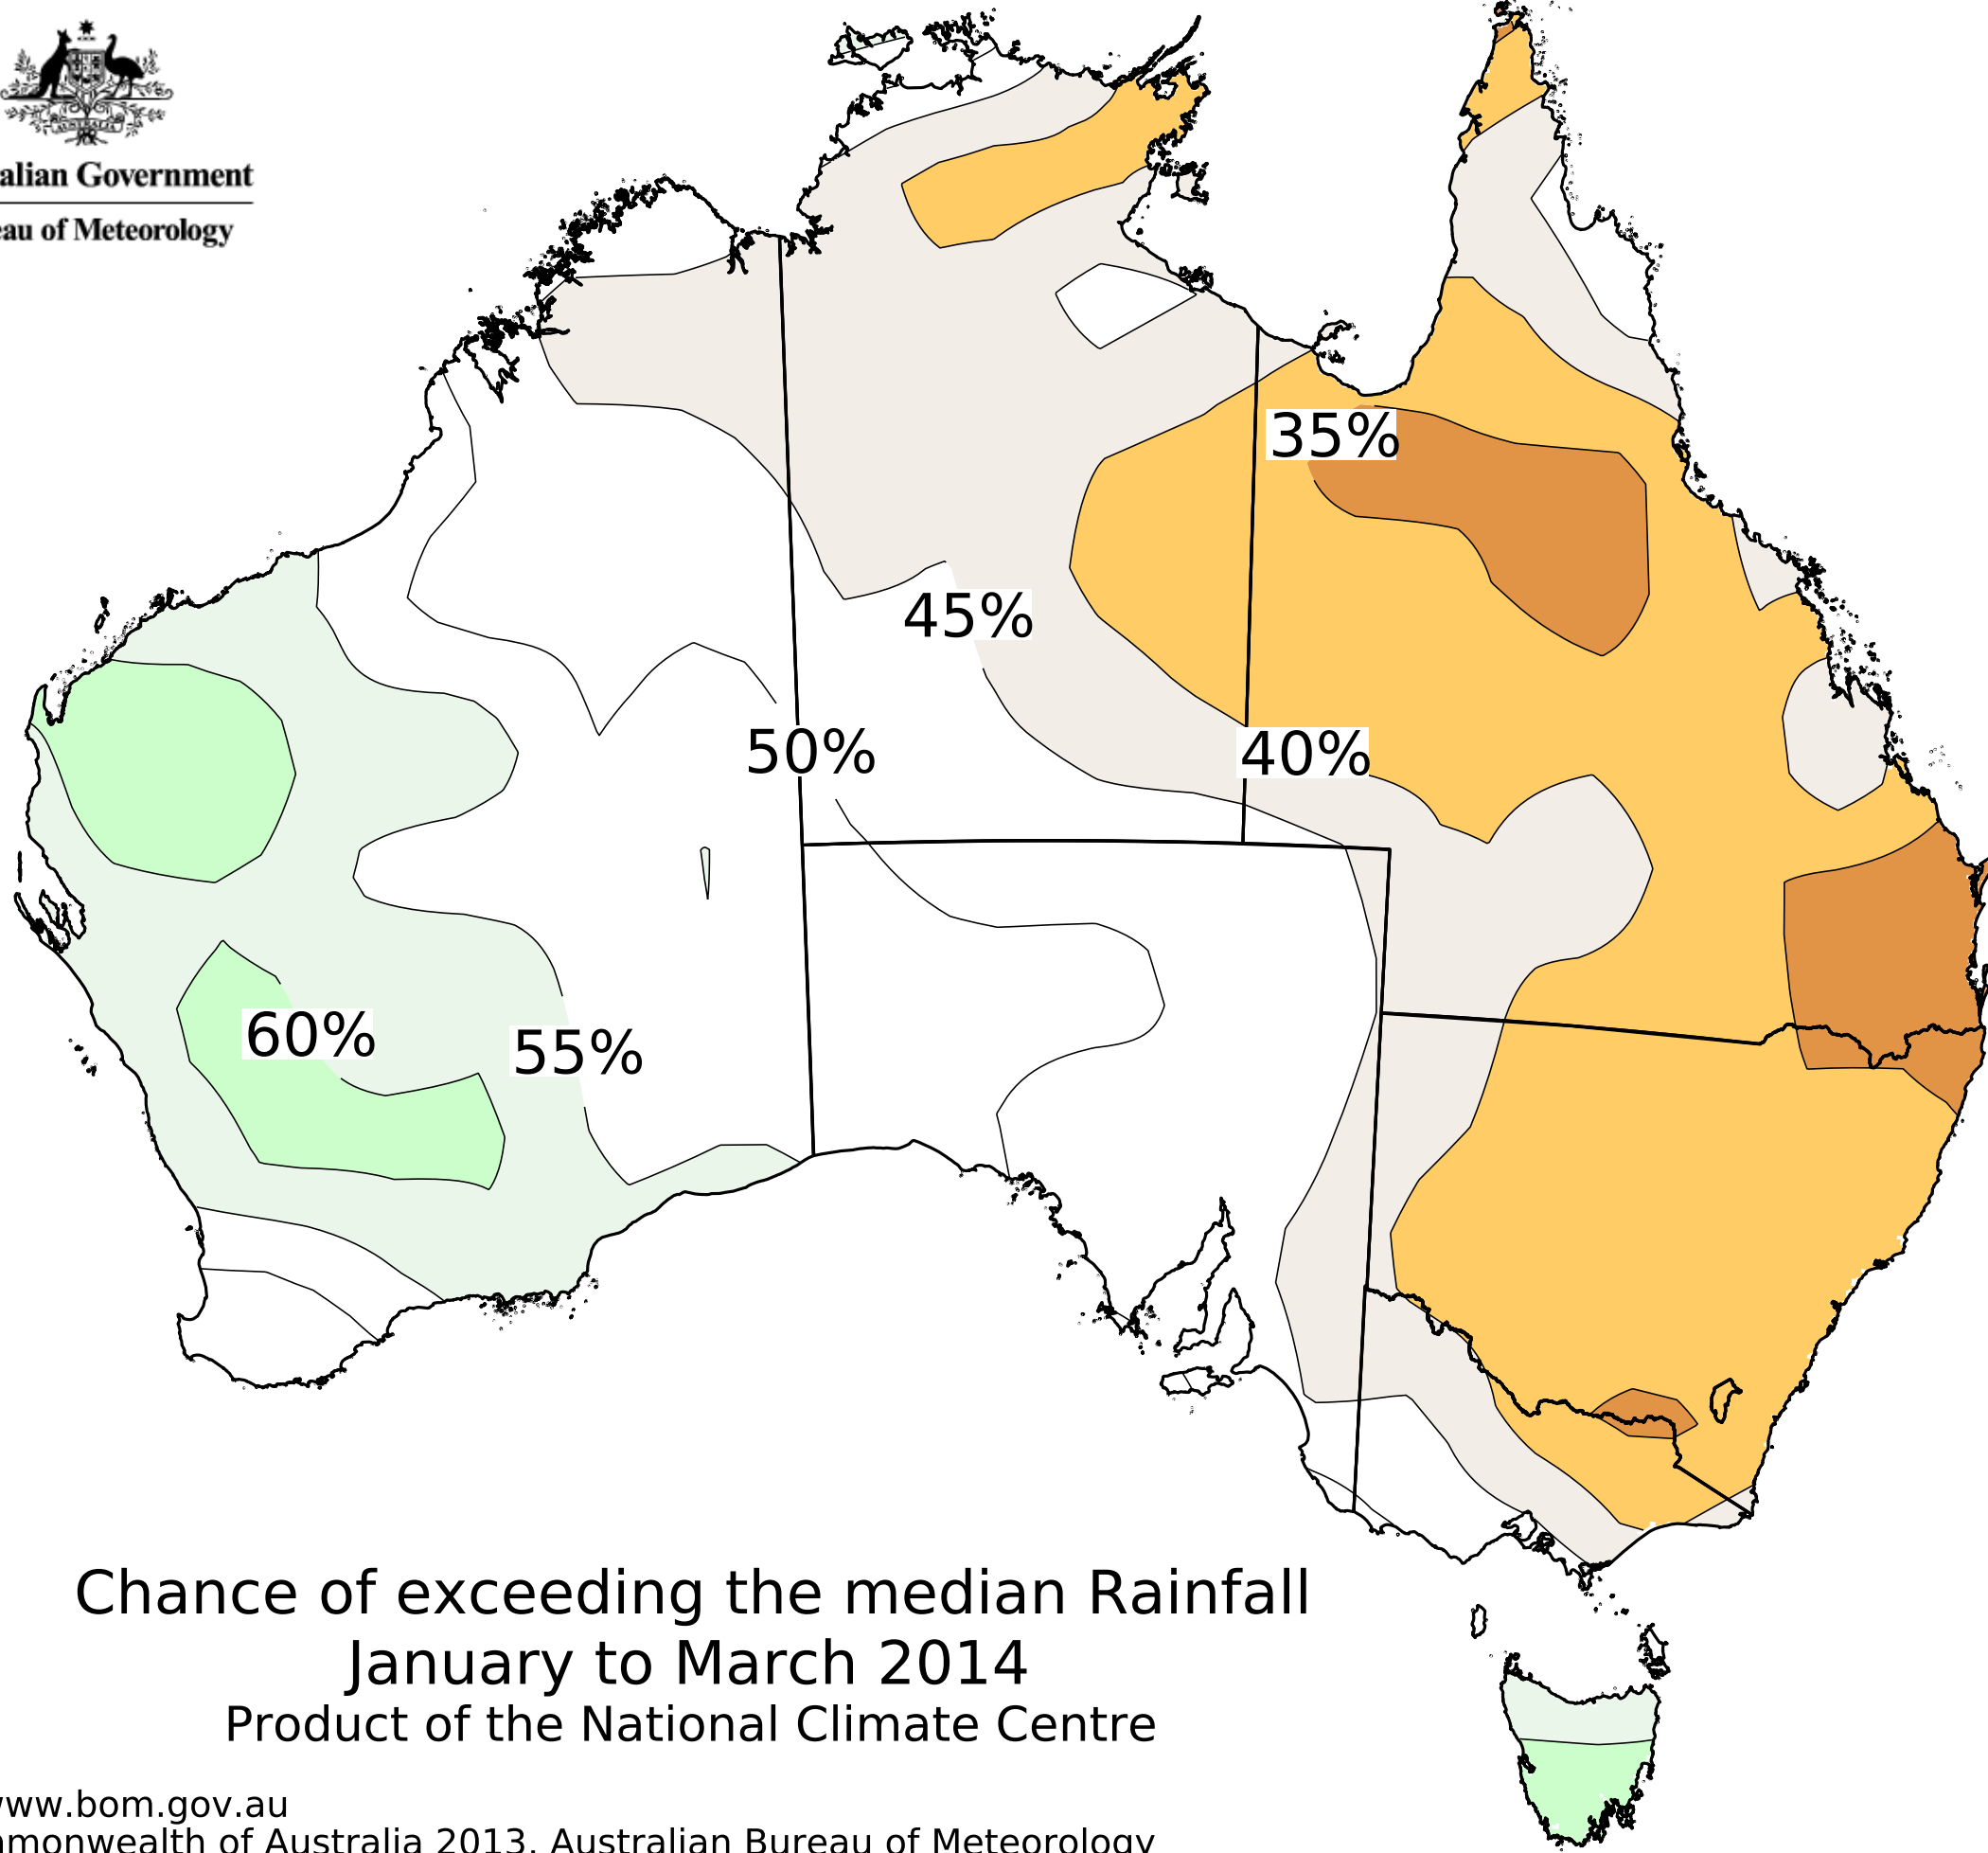 AUSTRALIA
alian Government
eau of Meteorology
35%
45%
50%
40%
60%
55%
Chance of exceeding the median Rainfall
January to March 2014
Product of the National Climate Centre
www.bom.gov.au
mmonwealth of Australia 2013, Australian Bureau of Meteorology